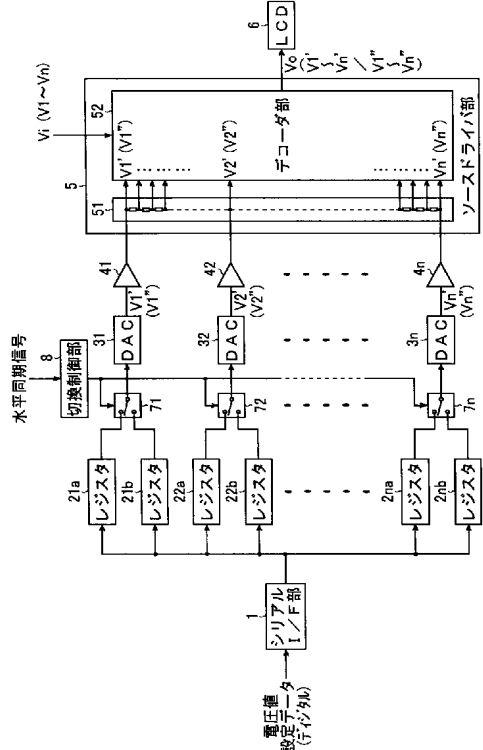 電圧値
設定データ
(ディジタル)
1
シリアル
I/F部
21a
レジスタ
21b
レジスタ
22a
レジスタ
22b
レジスタ
2na
レジスタ
2nb
レジスタ
水平同期信号
8
切換制御部
71
72
7n
31
DAC
32
DAC
3n
DAC
V1'
(V1")
V2'
(V2")
Vn'
(Vn")
41
42
4n
5
51
52
Vi (V1~Vn)
V1' (V1")
V2' (V2")
Vn' (Vn")
デコーダ部
ソースドライバ部
Vo(V1'~Vn'/V1"~Vn")
6
LCD